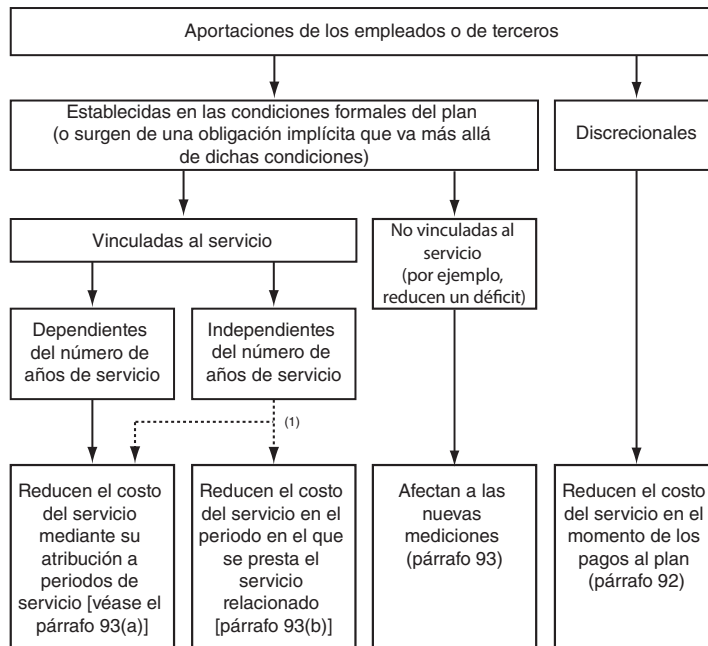 Aportaciones de los empleados o de terceros
Establecidas en las condiciones formales del plan
(o surgen de una obligación implícita que va más allá
de dichas condiciones)
Discrecionales
Vinculadas al servicio
No vinculadas al
servicio
(por ejemplo,
reducen un déficit)
Dependientes
del número de
años de servicio
Independientes
del número de
años de servicio
(1)
Reducen el costo
del servicio
mediante su
atribución a
periodos de
servicio [véase el
párrafo 93(a)]
Reducen el costo
del servicio en el
periodo en el que
se presta el
servicio
relacionado
[párrafo 93(b)]
Afectan a las
nuevas
mediciones
(párrafo 93)
Reducen el costo
del servicio en el
momento de los
pagos al plan
(párrafo 92)